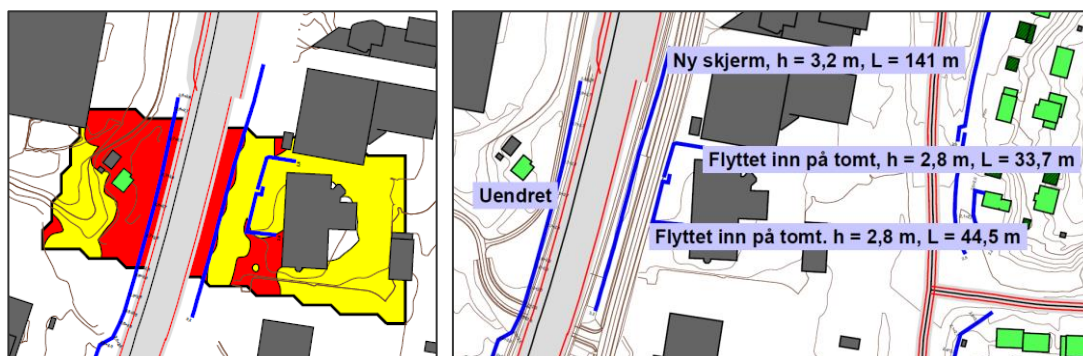 Ny skjerm, h = 3,2 m, L = 141 m
Flyttet inn på tomt, h = 2,8 m, L = 33,7 m
Uendret
Flyttet inn på tomt. h = 2,8 m, L = 44,5 m